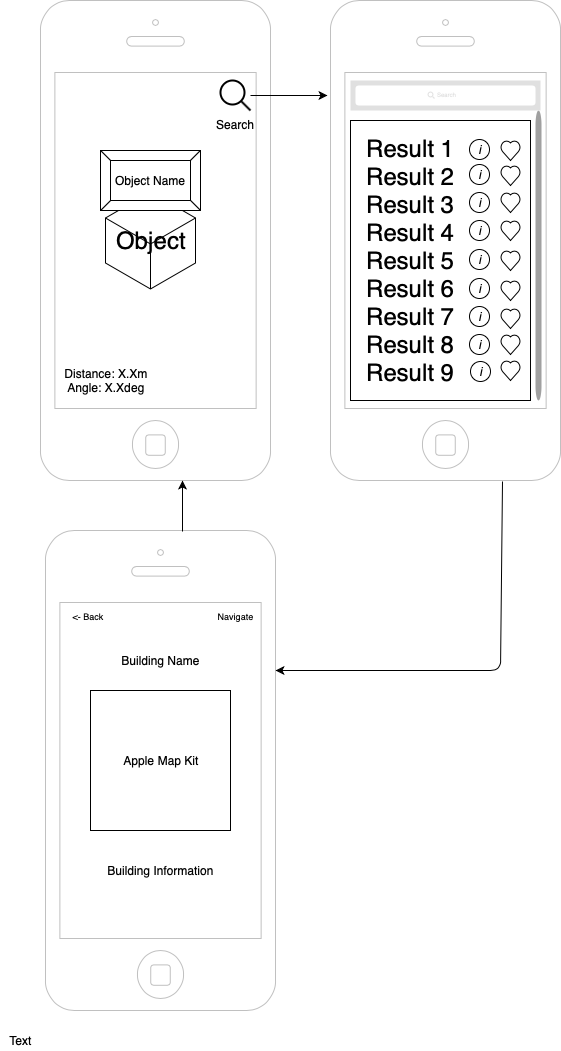 Search
Object Name
Object
Distance: X.Xm
Angle: X.Xdeg
Search
Result 1 i
Result 2 i
Result 3 i
Result 4 i
Result 5 i
Result 6 i
Result 7 i
Result 8 i
Result 9 i
<- Back Navigate
Building Name
Apple Map Kit
Building Information
Text